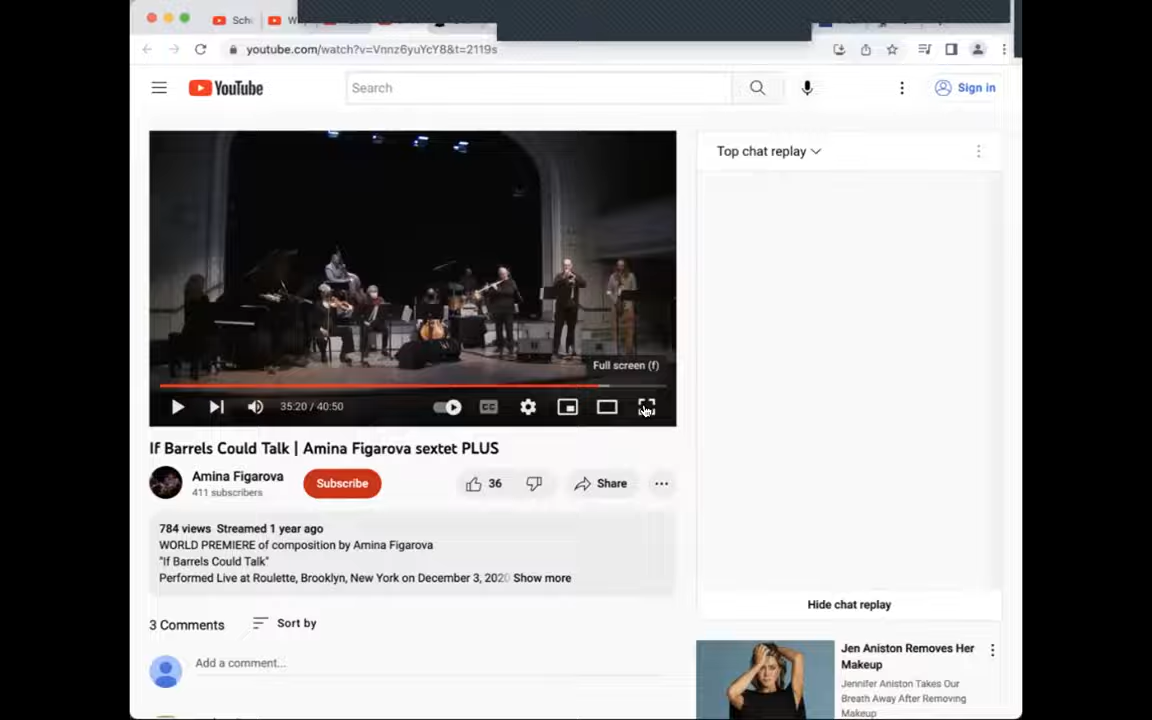 Sch
W
youtube.com/watch?v=Vnnz6yuYcY8&t=2119s
YouTube
Search
Sign in
Top chat replay
Full screen (f)
35:20 / 40:50
CC
If Barrels Could Talk | Amina Figarova sextet PLUS
Amina Figarova
411 subscribers
Subscribe
36
Share
784 views Streamed 1 year ago
WORLD PREMIERE of composition by Amina Figarova
"If Barrels Could Talk"
Performed Live at Roulette, Brooklyn, New York on December 3, 2020 Show more
Hide chat replay
3 Comments
Sort by
Add a comment...
Jen Aniston Removes Her
Makeup
Jennifer Aniston Takes Our
Breath Away After Removing
Makeup